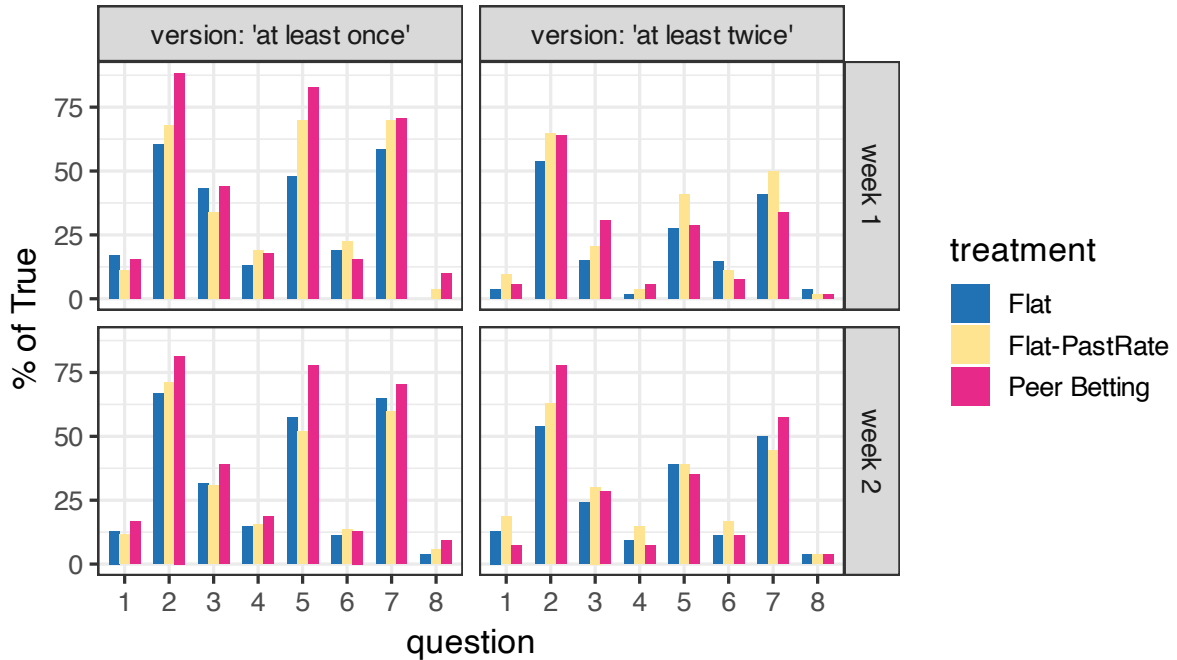 version: 'at least once'
version: 'at least twice'
75
50
25
0
week 1
75
50
25
0
week 2
% of True
1 2 3 4 5 6 7 8
1 2 3 4 5 6 7 8
question
treatment
Flat
Flat-PastRate
Peer Betting